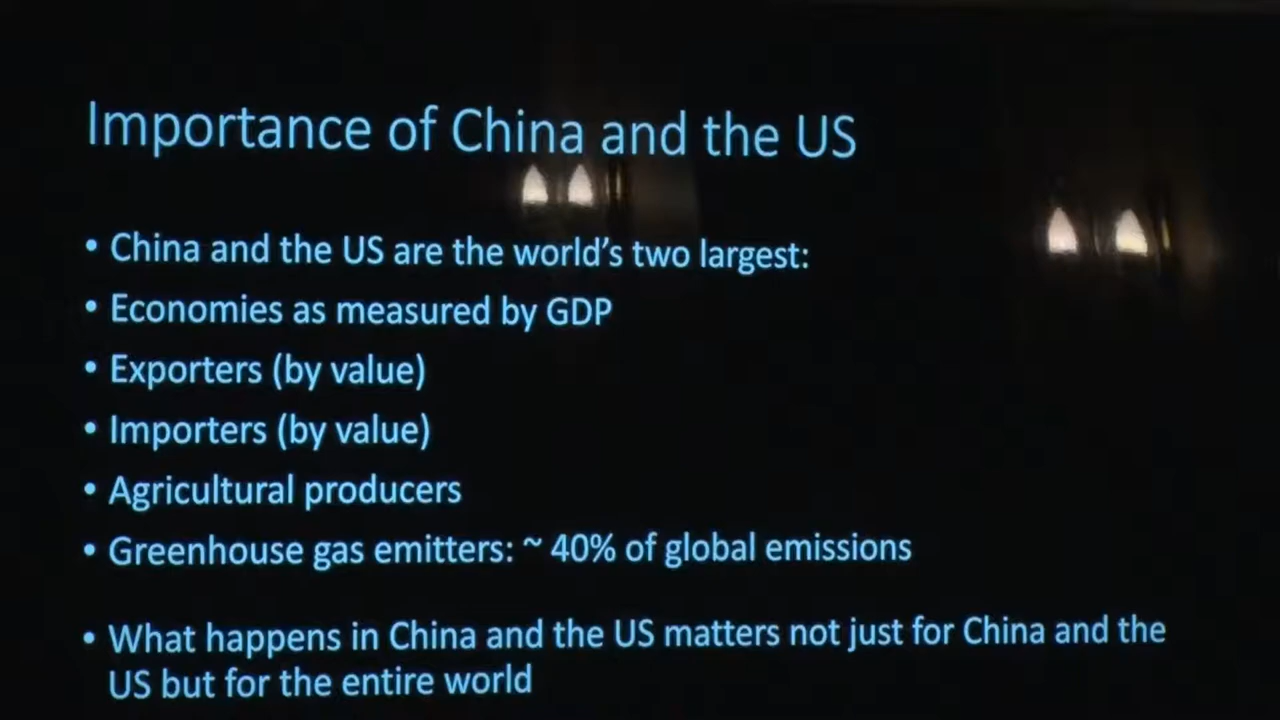 Importance of China and the US
• China and the US are the world's two largest:
• Economies as measured by GDP
• Exporters (by value)
• Importers (by value)
• Agricultural producers
• Greenhouse gas emitters: ~ 40% of global emissions
• What happens in China and the US matters not just for China and the
US but for the entire world